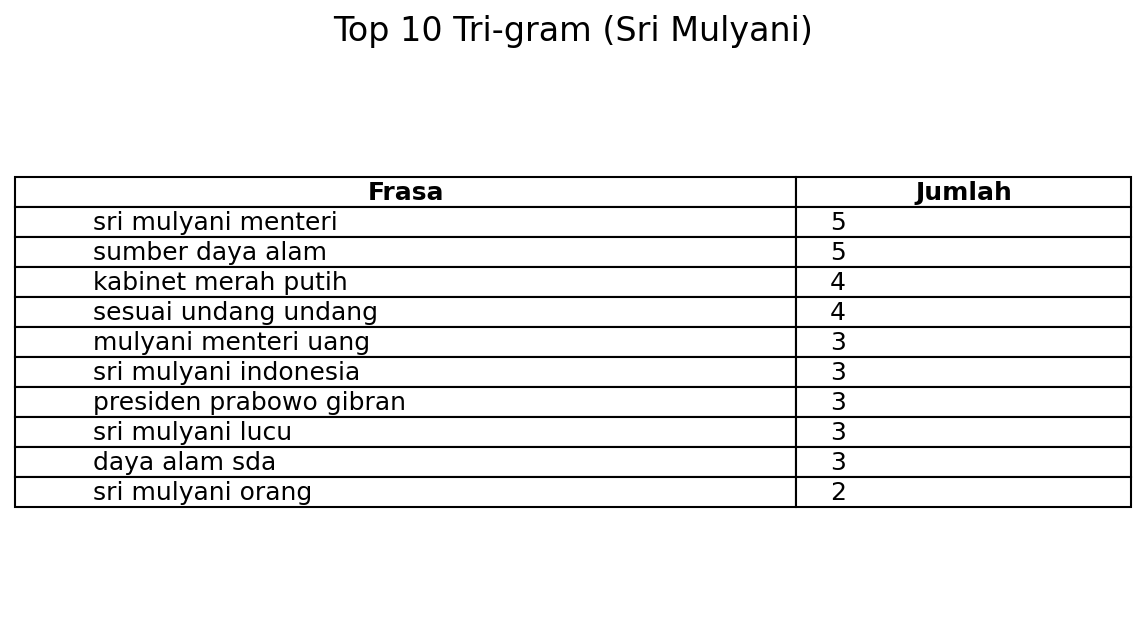 Top 10 Tri-gram (Sri Mulyani)
Frasa Jumlah
sri mulyani menteri 5
sumber daya alam 5
kabinet merah putih 4
sesuai undang undang 4
mulyani menteri uang 3
sri mulyani indonesia 3
presiden prabowo gibran 3
sri mulyani lucu 3
daya alam sda 3
sri mulyani orang 2